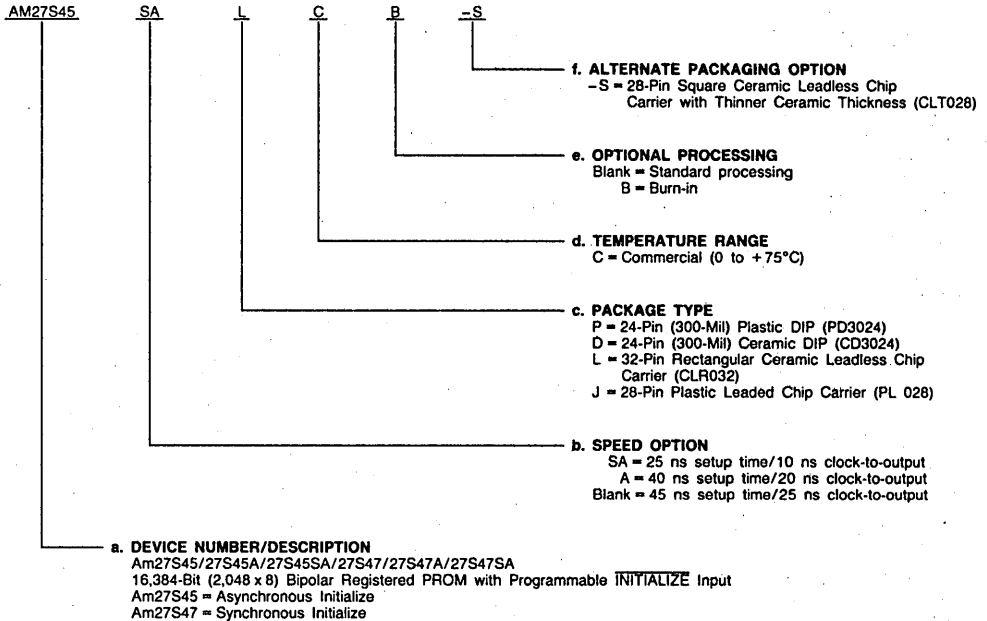 AM27S45 SA L C B -S
f. ALTERNATE PACKAGING OPTION
-S = 28-Pin Square Ceramic Leadless Chip
Carrier with Thinner Ceramic Thickness (CLT028)
e. OPTIONAL PROCESSING
Blank = Standard processing
B = Burn-in
d. TEMPERATURE RANGE
C = Commercial (0 to +75°C)
c. PACKAGE TYPE
P = 24-Pin (300-Mil) Plastic DIP (PD3024)
D = 24-Pin (300-Mil) Ceramic DIP (CD3024)
L = 32-Pin Rectangular Ceramic Leadless Chip
Carrier (CLR032)
J = 28-Pin Plastic Leaded Chip Carrier (PL 028)
b. SPEED OPTION
SA = 25 ns setup time/10 ns clock-to-output
A = 40 ns setup time/20 ns clock-to-output
Blank = 45 ns setup time/25 ns clock-to-output
a. DEVICE NUMBER/DESCRIPTION
Am27S45/27S45A/27S45SA/27S47/27S47A/27S47SA
16,384-Bit (2,048 x 8) Bipolar Registered PROM with Programmable INITIALIZE Input
Am27S45 = Asynchronous Initialize
Am27S47 = Synchronous Initialize